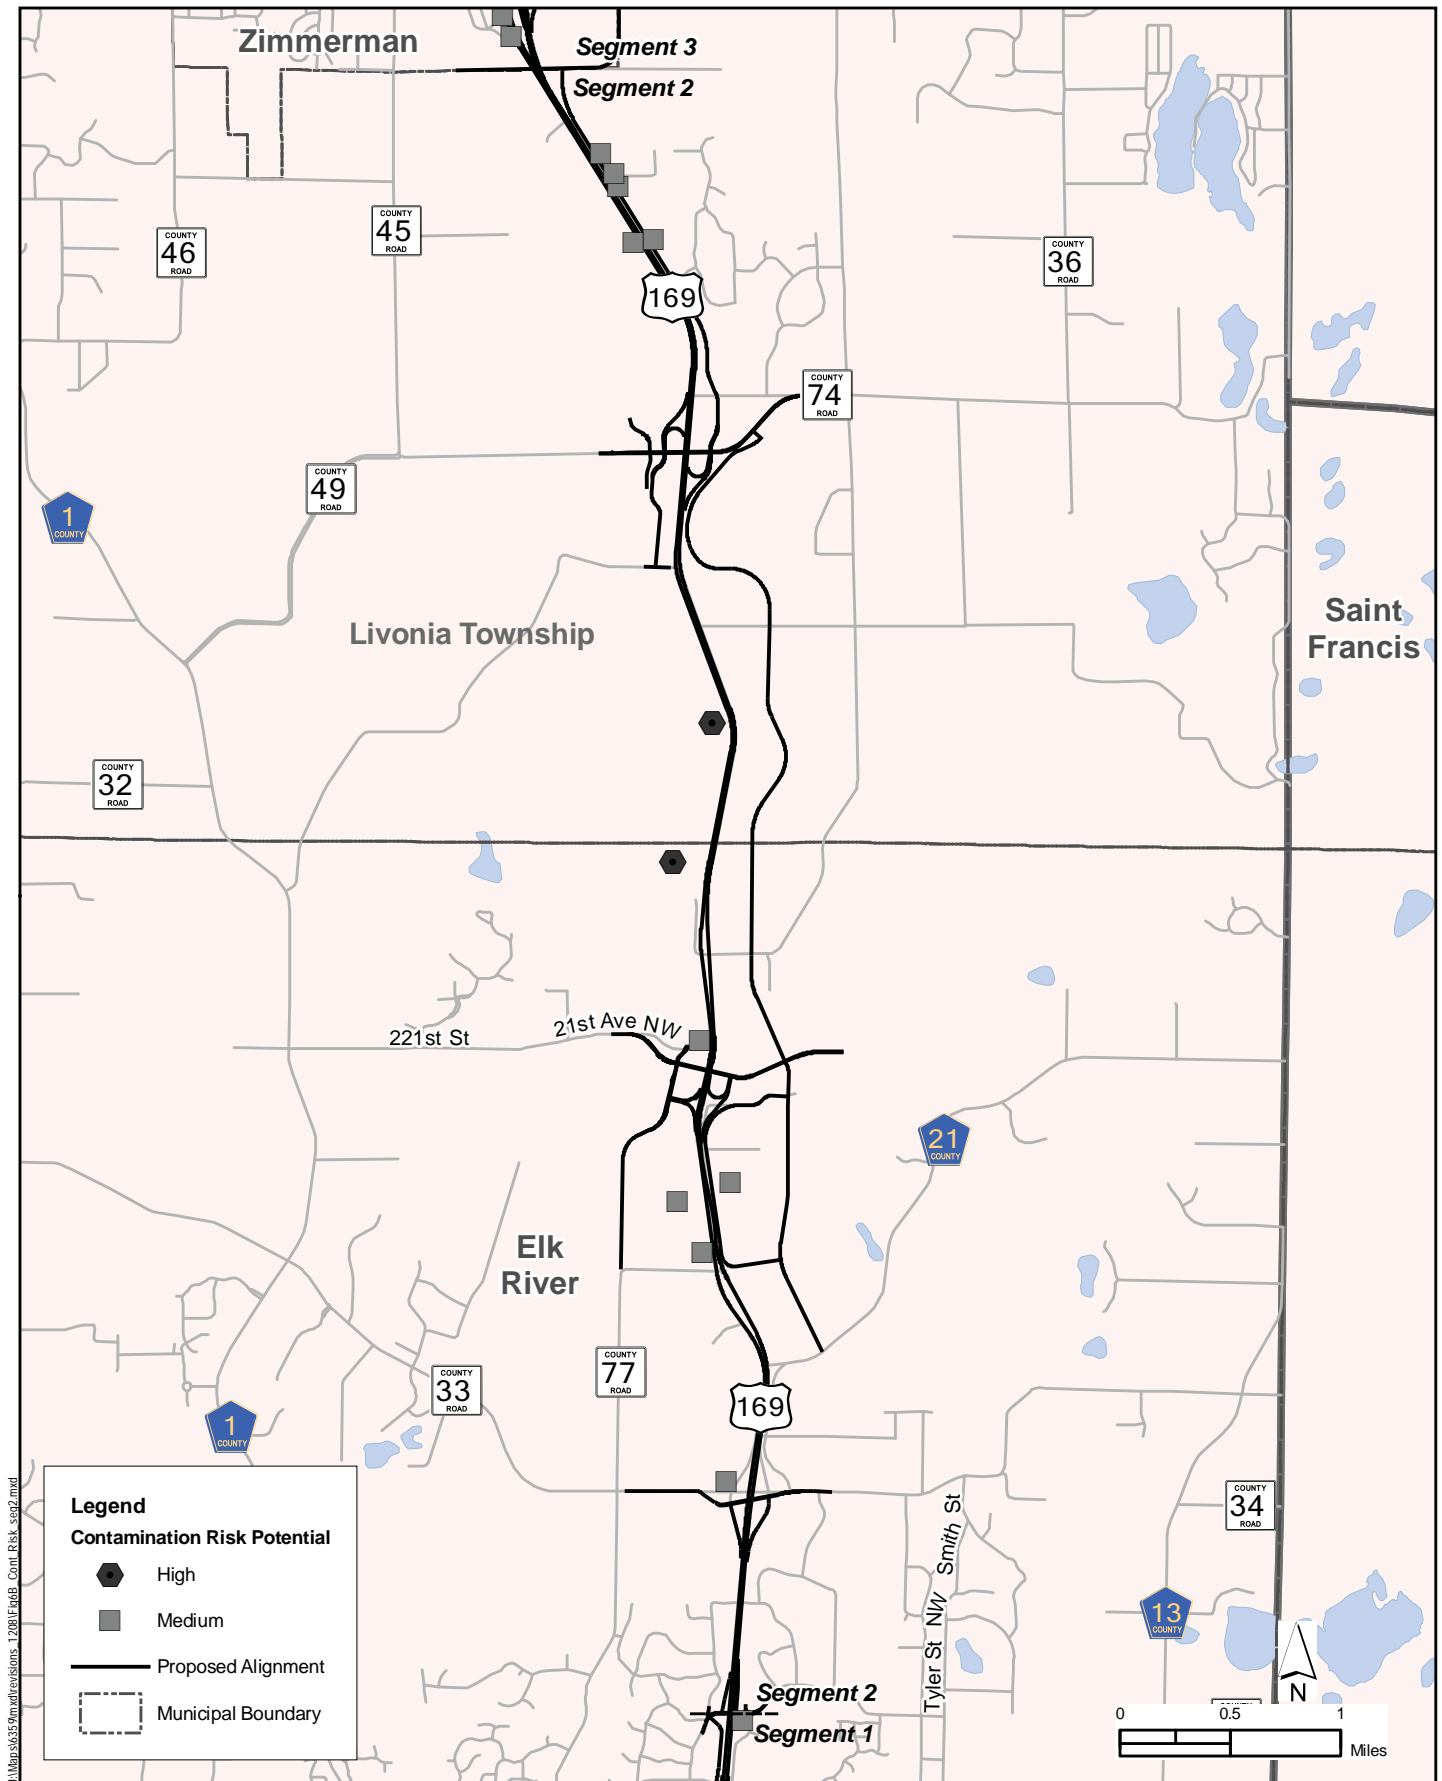 Zimmerman
Segment 3
Segment 2
COUNTY
46
ROAD
COUNTY
45
ROAD
COUNTY
36
ROAD
169
COUNTY
74
ROAD
COUNTY
49
ROAD
1
COUNTY
Livonia Township
Saint
Francis
COUNTY
32
ROAD
221st St
21st Ave NW
21
COUNTY
Elk
River
COUNTY
77
ROAD
COUNTY
33
ROAD
169
1
COUNTY
COUNTY
34
ROAD
Smith St
Tyler St NW
13
COUNTY
Segment 2
Segment 1
N
0 0.5 1
Miles
Legend
Contamination Risk Potential
High
Medium
Proposed Alignment
Municipal Boundary